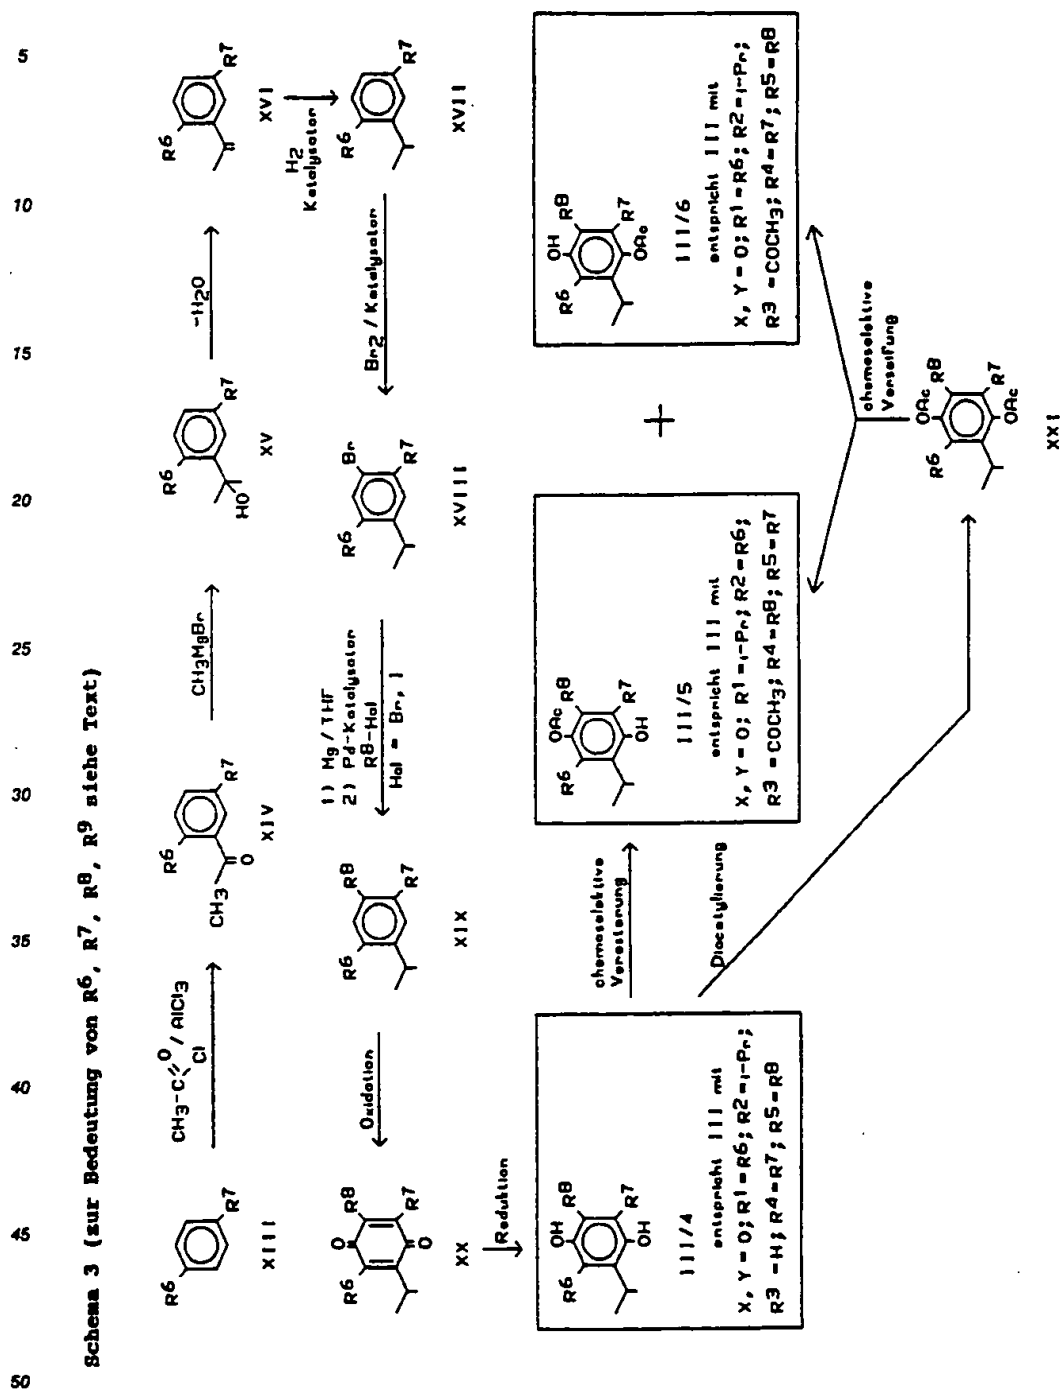 Schema 3 (zur Bedeutung von R6, R7, R8, R9 siehe Text)
5
10
15
20
25
30
35
40
45
50
R6
R7
XIII
CH3-C
O
Cl
/ AlCl3
R6
R7
CH3
O
XIV
CH3MgBr
R6
R7
HO
XV
-H2O
R6
R7
XVI
H2
Katalysator
R6
R7
XVII
Br2 / Katalysator
R6
Br
R7
XVIII
1) Mg / THF
2) Pd-Katalysator
R8-Hal
Hal = Br, I
R6
R8
R7
XIX
Oxidation
O
R6
R8
R7
O
XX
Reduktion
OH
R6
R8
R7
OH
III/4
entspricht III mit
X, Y = O; R1=R6; R2=i-Pr;
R3 =H; R4=R7; R5=R8
chemoselektive
Veresterung
Diacetylierung
OAc
R6
R8
R7
OH
III/5
entspricht III mit
X, Y = O; R1=i-Pr; R2=R6;
R3 =COCH3; R4=R8; R5=R7
+
OH
R6
R8
R7
OAc
III/6
entspricht III mit
X, Y = O; R1=R6; R2=i-Pr;
R3 =COCH3; R4=R7; R5=R8
chemoselektive
Verseifung
OAc
R6
R8
R7
OAc
XXI